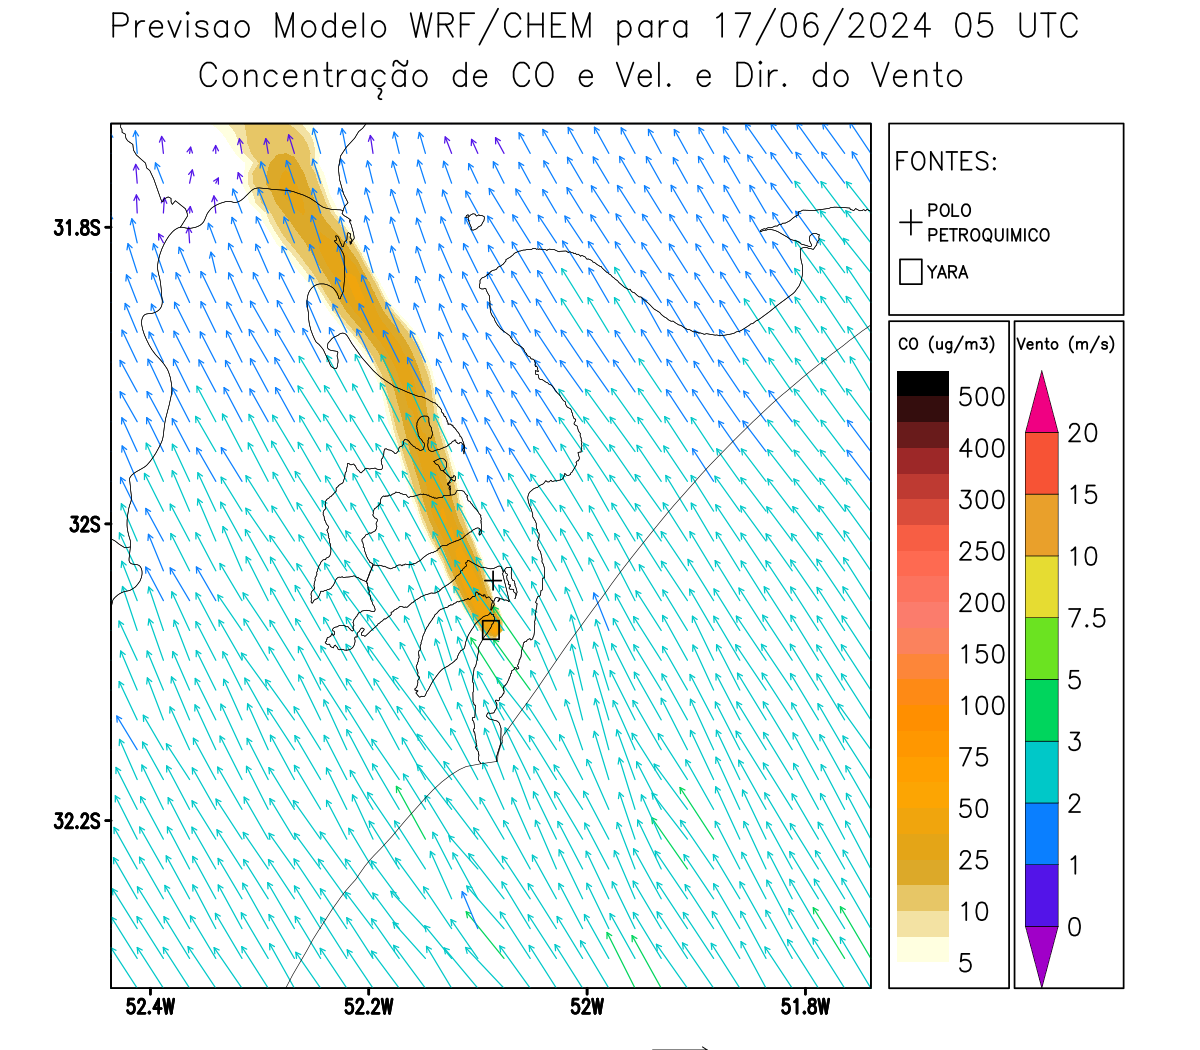 Previsao Modelo WRF/CHEM para 17/06/2024 05 UTC
Concentração de CO e Vel. e Dir. do Vento
FONTES:
POLO
PETROQUIMICO
YARA
CO (ug/m3)
500
400
300
250
200
150
100
75
50
25
10
5
Vento (m/s)
20
15
10
7.5
5
3
2
1
0
31.8S
32S
32.2S
52.4W
52.2W
52W
51.8W